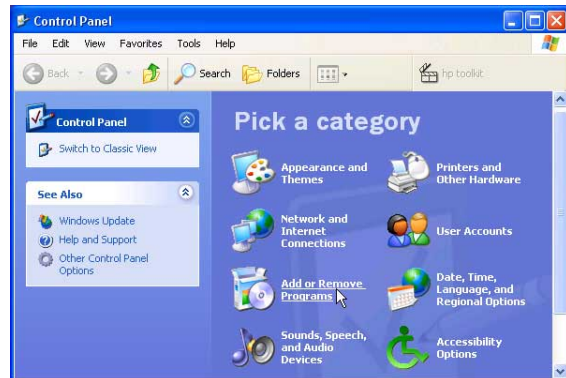 Control Panel
File Edit View Favorites Tools Help
Back Search Folders hp toolkit
Control Panel
Switch to Classic View
See Also
Windows Update
Help and Support
Other Control Panel
Options
Pick a category
Appearance and
Themes
Printers and
Other Hardware
Network and
Internet
Connections
User Accounts
Add or Remove
Programs
Date, Time,
Language, and
Regional Options
Sounds, Speech,
and Audio
Devices
Accessibility
Options